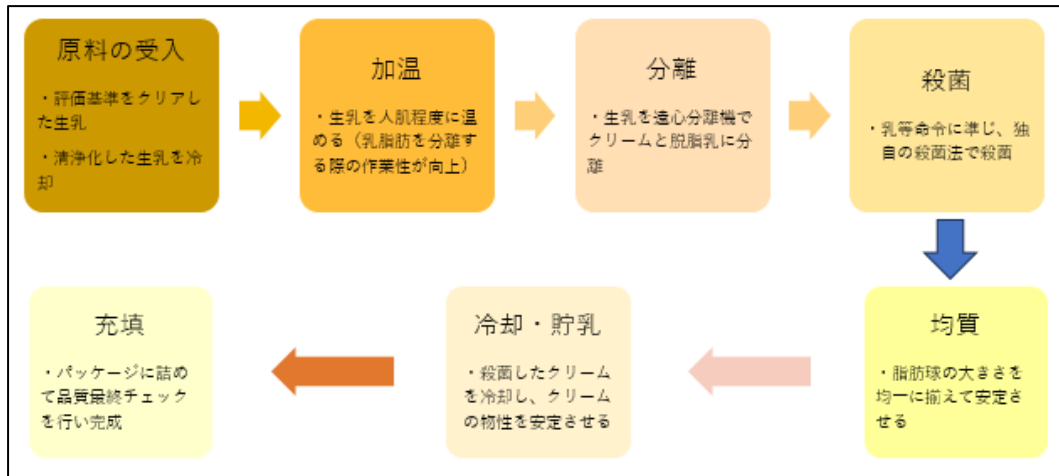 原料の受入
・評価基準をクリアし
た生乳
・清浄化した生乳を冷
却
加温
・生乳を人肌程度に温
める（乳脂肪を分離す
る際の作業性が向上）
分離
・生乳を遠心分離機で
クリームと脱脂乳に分
離
殺菌
・乳等命令に準じ、独
自の殺菌法で殺菌
均質
・脂肪球の大きさを
均一に揃えて安定さ
せる
冷却・貯乳
・殺菌したクリーム
を冷却し、クリーム
の物性を安定させる
充填
・パッケージに詰め
て品質最終チェック
を行い完成